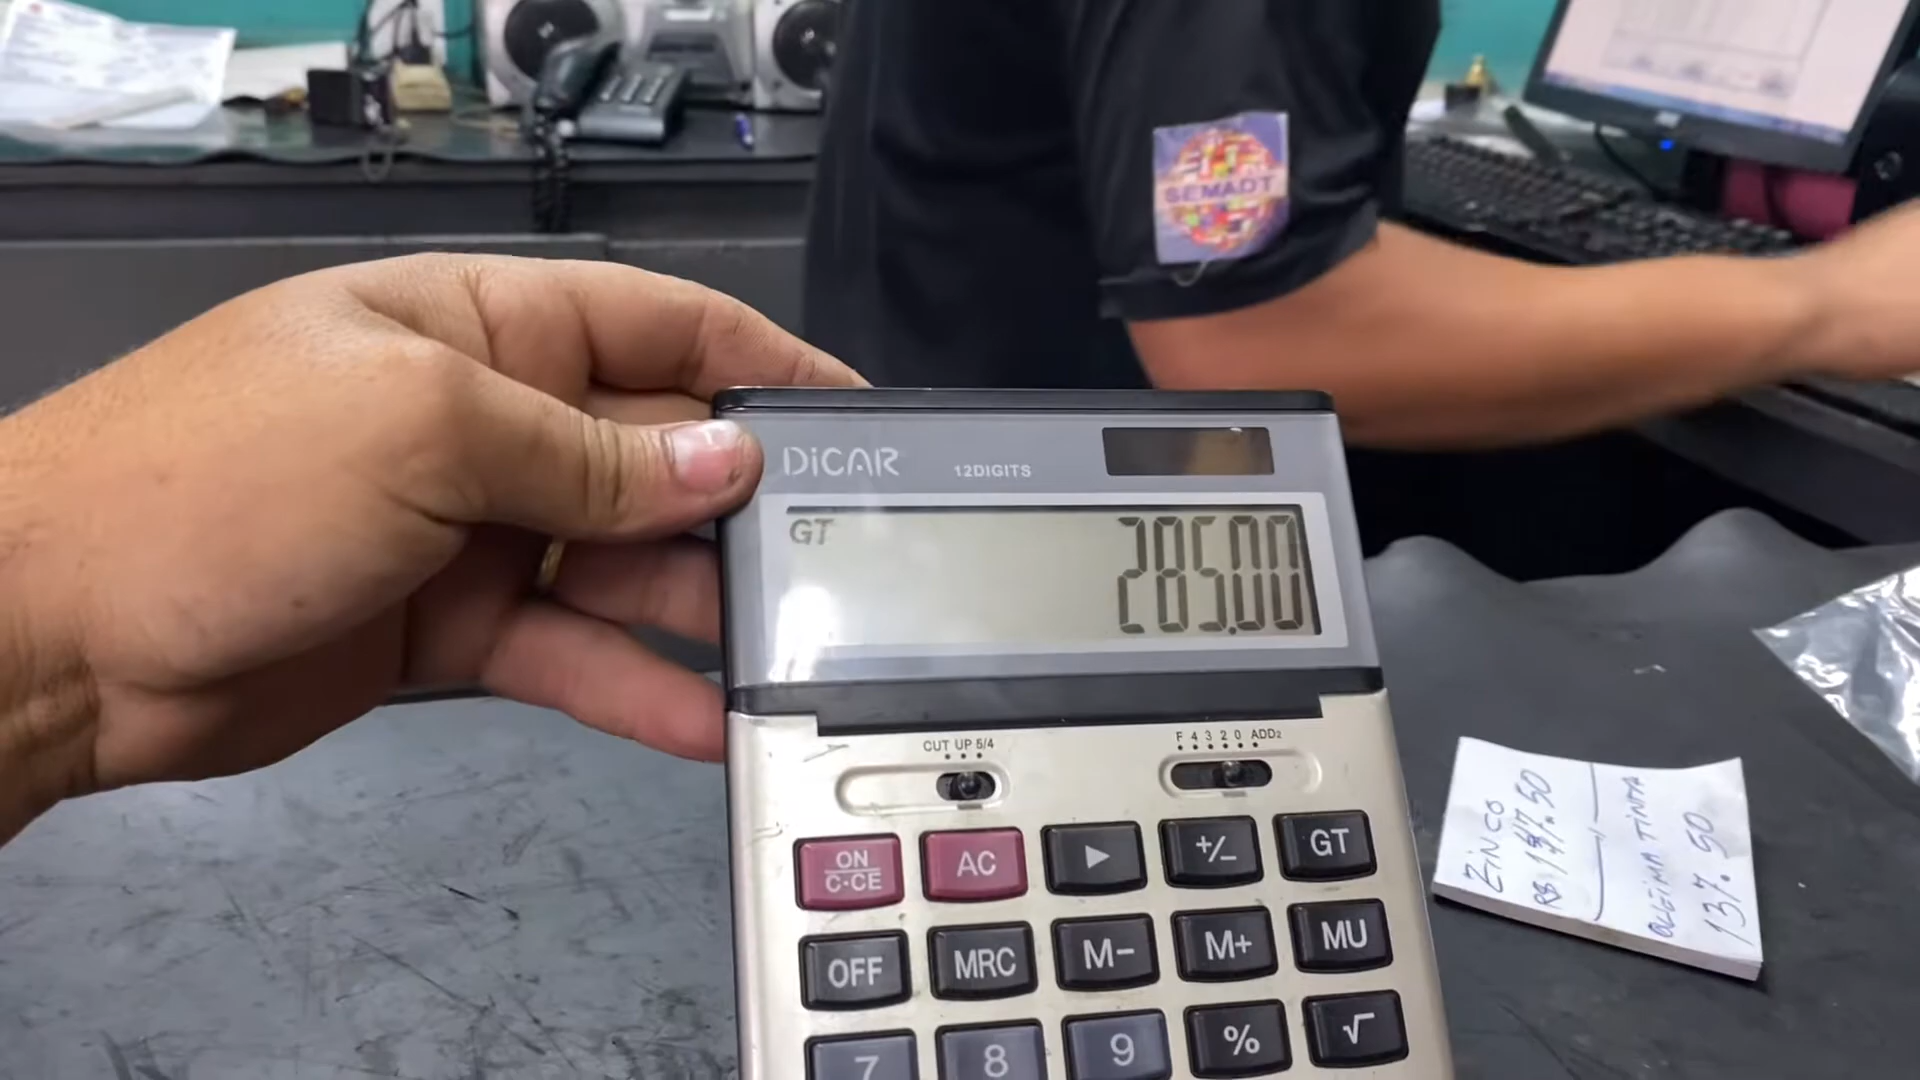 SEMADT
DiCAR
12DIGITS
GT
285.00
CUT UP 5/4
F 4 3 2 0 ADD2
ON
C·CE
AC
▶
+/−
GT
OFF
MRC
M−
M+
MU
7
8
9
%
√
ZINCO
R$ 147.50
QUEIMA TINTA
137.50